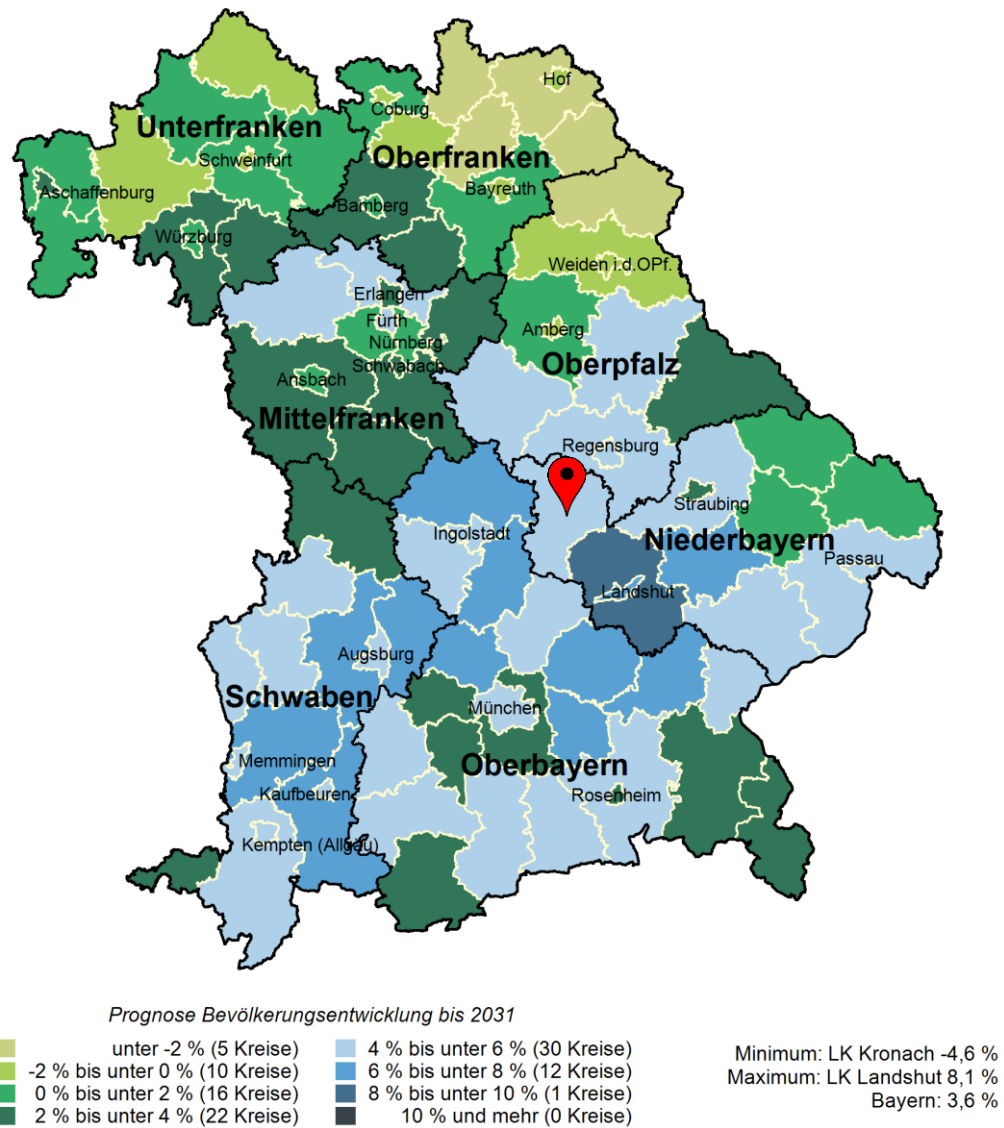 Hof
Coburg
Unterfranken
Oberfranken
Schweinfurt
Bayreuth
Aschaffenburg
Bamberg
Würzburg
Weiden i.d.OPf.
Erlangen
Fürth
Amberg
Nürnberg
Oberpfalz
Schwabach
Ansbach
Mittelfranken
Regensburg
Straubing
Ingolstadt
Niederbayern
Passau
Landshut
Augsburg
Schwaben
München
Memmingen
Oberbayern
Kaufbeuren
Rosenheim
Kempten (Allgäu)
Prognose Bevölkerungsentwicklung bis 2031
unter -2 % (5 Kreise)
-2 % bis unter 0 % (10 Kreise)
0 % bis unter 2 % (16 Kreise)
2 % bis unter 4 % (22 Kreise)
4 % bis unter 6 % (30 Kreise)
6 % bis unter 8 % (12 Kreise)
8 % bis unter 10 % (1 Kreise)
10 % und mehr (0 Kreise)
Minimum: LK Kronach -4,6 %
Maximum: LK Landshut 8,1 %
Bayern: 3,6 %